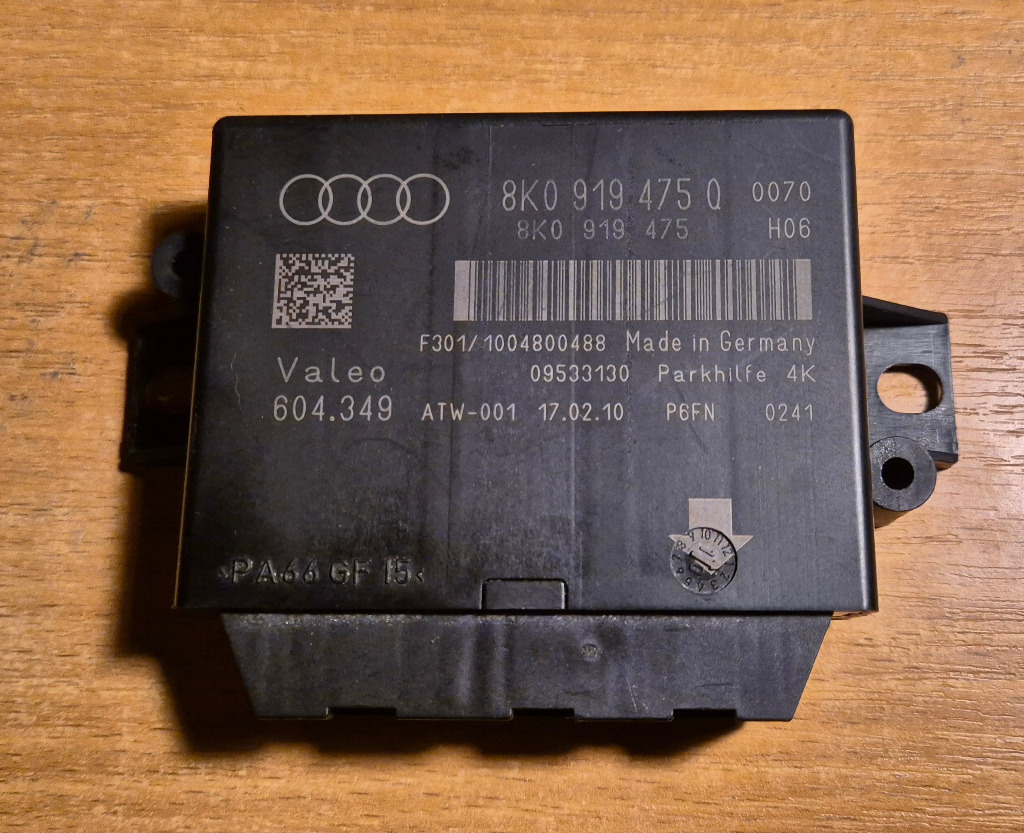 8K0 919 475 Q 0070
8K0 919 475 H06
F301/1004800488 Made in Germany
Valeo 09533130 Parkhilfe 4K
604.349 ATW-001 17.02.10 P6FN 0241
>PA66 GF 15<